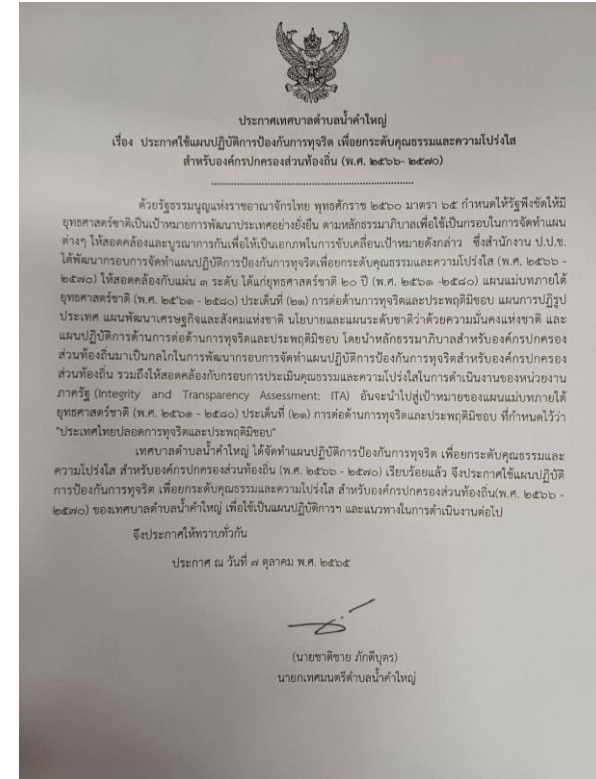 ประกาศเทศบาลตำบลน้ำคำใหญ่
เรื่อง ประกาศใช้แผนปฏิบัติการป้องกันการทุจริต เพื่อยกระดับคุณธรรมและความโปร่งใส
สำหรับองค์กรปกครองส่วนท้องถิ่น (พ.ศ. ๒๕๖๖- ๒๕๗๐)
ด้วยรัฐธรรมนูญแห่งราชอาณาจักรไทย พุทธศักราช ๒๕๖๐ มาตรา ๖๕ กำหนดให้รัฐพึงจัดให้มี
ยุทธศาสตร์ชาติเป็นเป้าหมายการพัฒนาประเทศอย่างยั่งยืน ตามหลักธรรมาภิบาลเพื่อใช้เป็นกรอบในการจัดทำแผน
ต่างๆ ให้สอดคล้องและบูรณาการกันเพื่อให้เป็นเอกภาพในการขับเคลื่อนเป้าหมายดังกล่าว ซึ่งสำนักงาน ป.ป.ช.
ได้พัฒนากรอบการจัดทำแผนปฏิบัติการป้องกันการทุจริตเพื่อยกระดับคุณธรรมและความโปร่งใส (พ.ศ. ๒๕๖๖ -
๒๕๗๐) ให้สอดคล้องกับแผ่น ๓ ระดับ ได้แก่ยุทธศาสตร์ชาติ ๒๐ ปี (พ.ศ. ๒๕๖๑ -๒๕๘๐) แผนแม่บทภายใต้
ยุทธศาสตร์ชาติ (พ.ศ. ๒๕๖๑ - ๒๕๘๐) ประเด็นที่ (๒๑) การต่อต้านการทุจริตและประพฤติมิชอบ แผนการปฏิรูป
ประเทศ แผนพัฒนาเศรษฐกิจและสังคมแห่งชาติ นโยบายและแผนระดับชาติว่าด้วยความมั่นคงแห่งชาติ และ
แผนปฏิบัติการด้านการต่อต้านการทุจริตและประพฤติมิชอบ โดยนำหลักธรรมาภิบาลสำหรับองค์กรปกครอง
ส่วนท้องถิ่นมาเป็นกลไกในการพัฒนากรอบการจัดทำแผนปฏิบัติการป้องกันการทุจริตสำหรับองค์กรปกครอง
ส่วนท้องถิ่น รวมถึงให้สอดคล้องกับกรอบการประเมินคุณธรรมและความโปร่งใสในการดำเนินงานของหน่วยงาน
ภาครัฐ (Integrity and Transparency Assessment: ITA) อันจะนำไปสู่เป้าหมายของแผนแม่บทภายใต้
ยุทธศาสตร์ชาติ (พ.ศ. ๒๕๖๑ - ๒๕๘๐) ประเด็นที่ (๒๑) การต่อต้านการทุจริตและประพฤติมิชอบ ที่กำหนดไว้ว่า
"ประเทศไทยปลอดการทุจริตและประพฤติมิชอบ"
เทศบาลตำบลน้ำคำใหญ่ ได้จัดทำแผนปฏิบัติการป้องกันการทุจริต เพื่อยกระดับคุณธรรมและ
ความโปร่งใส สำหรับองค์กรปกครองส่วนท้องถิ่น (พ.ศ. ๒๕๖๖ - ๒๕๗๐) เรียบร้อยแล้ว จึงประกาศใช้แผนปฏิบัติ
การป้องกันการทุจริต เพื่อยกระดับคุณธรรมและความโปร่งใส สำหรับองค์กรปกครองส่วนท้องถิ่น(พ.ศ. ๒๕๖๖ -
๒๕๗๐) ของเทศบาลตำบลน้ำคำใหญ่ เพื่อใช้เป็นแผนปฏิบัติการฯ และแนวทางในการดำเนินงานต่อไป
จึงประกาศให้ทราบทั่วกัน
ประกาศ ณ วันที่ ๗ ตุลาคม พ.ศ. ๒๕๖๕
(นายชาติชาย ภักดีบุตร)
นายกเทศมนตรีตำบลน้ำคำใหญ่